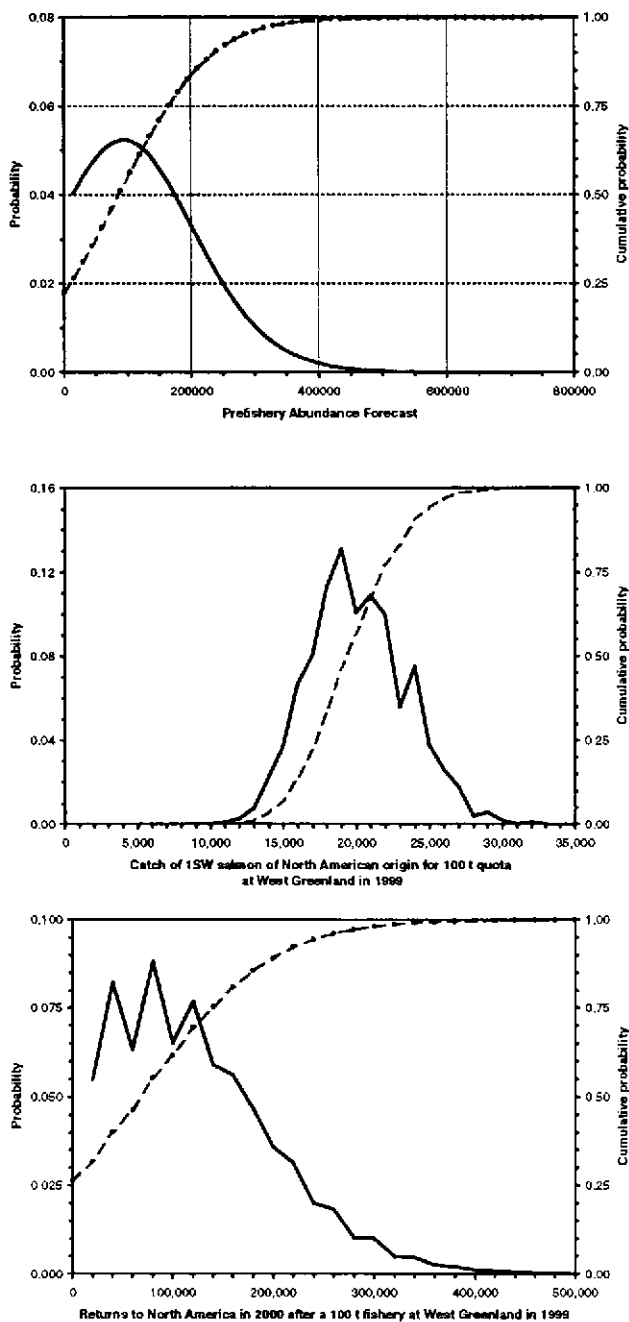 0.08
0.06
0.04
0.02
0.00
Probability
1.00
0.75
0.50
0.25
0.00
Cumulative probability
0 200000 400000 600000 800000
Prefishery Abundance Forecast
0.16
0.12
0.08
0.04
0.00
Probability
1.00
0.75
0.50
0.25
0.00
Cumulative probability
0 5,000 10,000 15,000 20,000 25,000 30,000 35,000
Catch of 1SW salmon of North American origin for 100 t quota
at West Greenland in 1999
0.100
0.075
0.050
0.025
0.000
Probability
1.00
0.75
0.50
0.25
0.00
Cumulative probability
0 100,000 200,000 300,000 400,000 500,000
Returns to North America in 2000 after a 100 t fishery at West Greenland in 1999